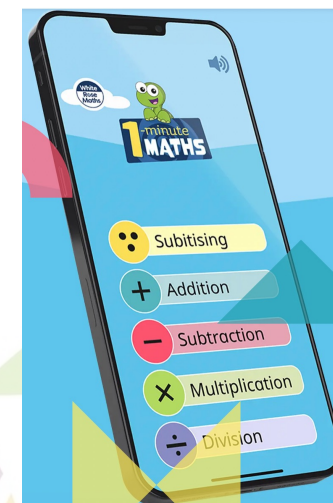 White
Rose
Maths
1-minute
MATHS
Subitising
+ Addition
− Subtraction
× Multiplication
÷ Division